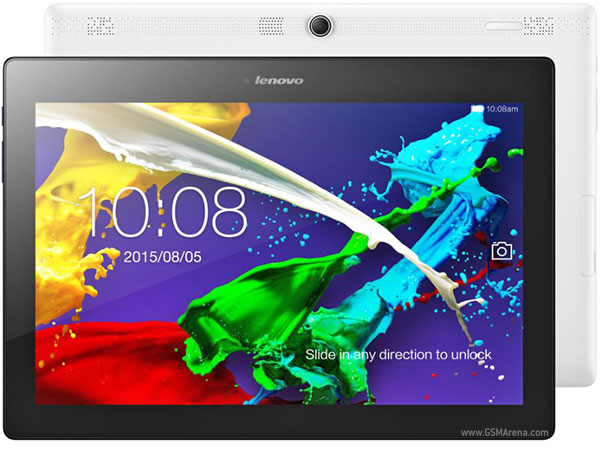 lenovo
10:08am
10:08
2015/08/05
Slide in any direction to unlock
www.GSMArena.com